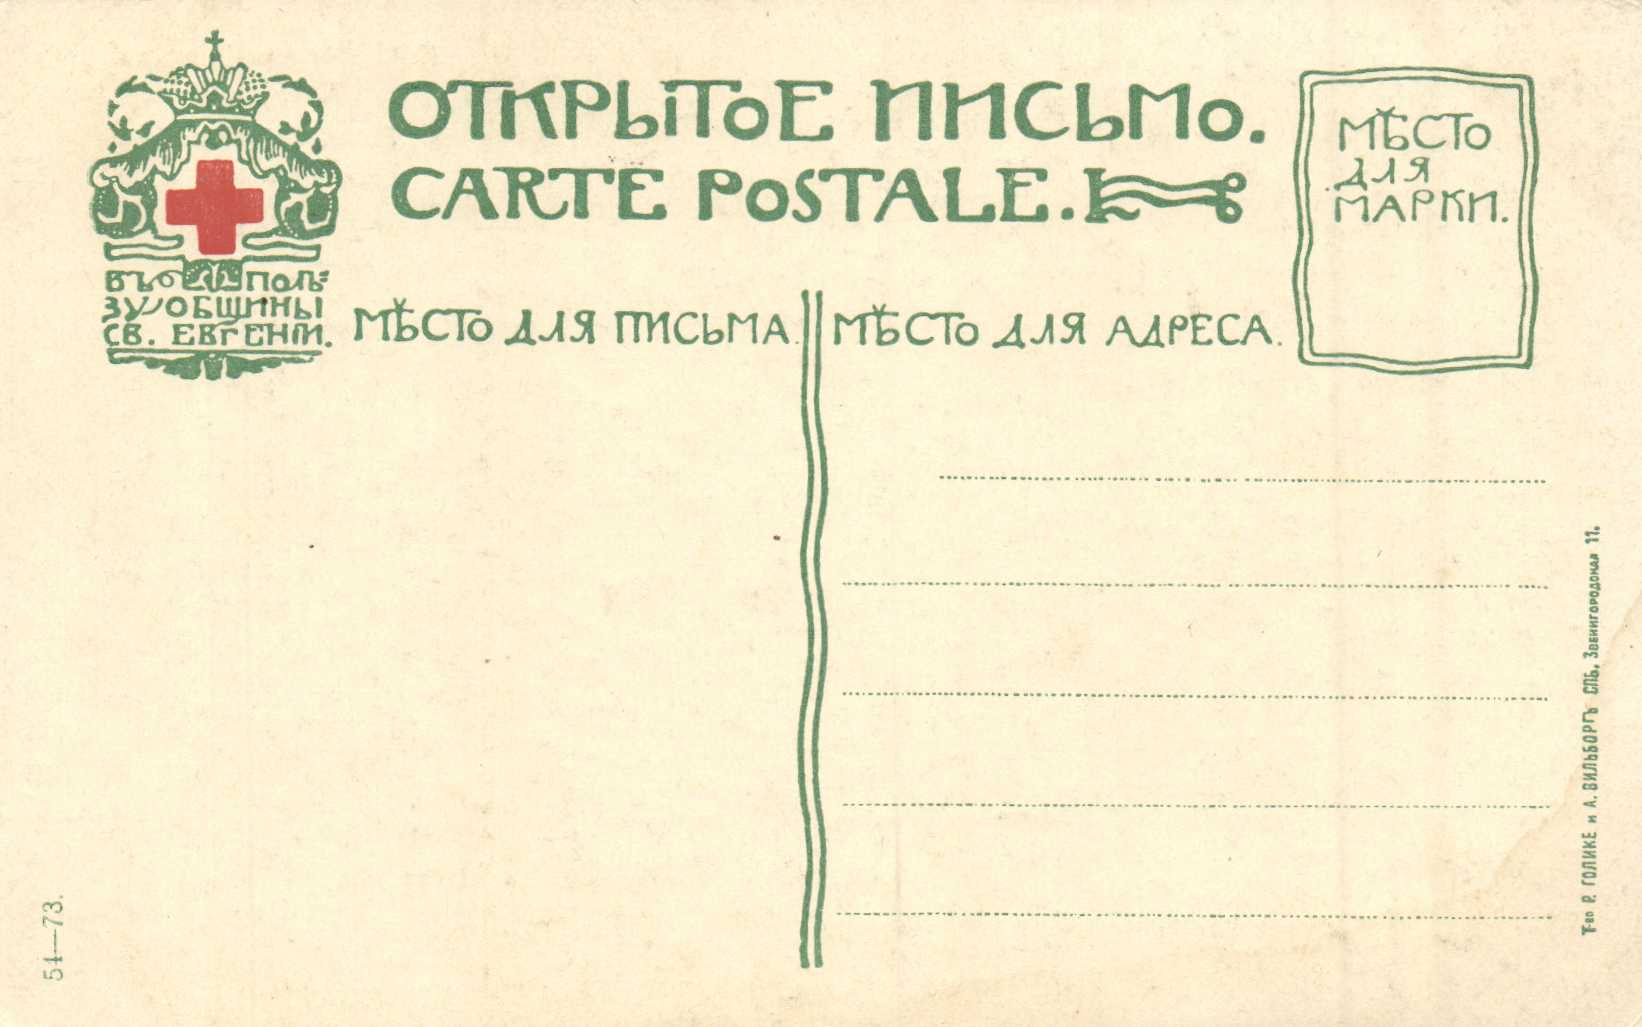 ОТКРЫТОЕ ПИСЬМО.
CARTE POSTALE.
МѢСТО
ДЛЯ
МАРКИ.
ВЪ ПОЛЬ=
ЗУ ОБЩИНЫ
СВ. ЕВГЕНІИ.
МѢСТО ДЛЯ ПИСЬМА.
МѢСТО ДЛЯ АДРЕСА.
54—73.
Т-во Р. ГОЛИКЕ и А. ВИЛЬБОРГЪ СПБ, Звенигородская 11.